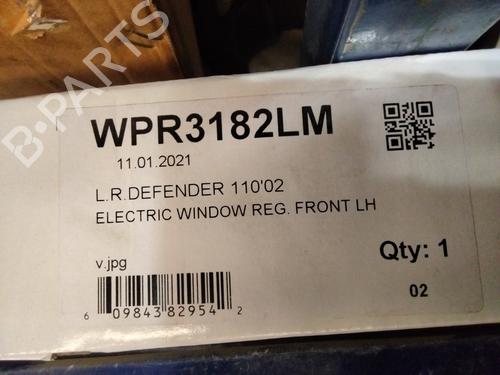 WPR3182LM
11.01.2021
L.R.DEFENDER 110'02
ELECTRIC WINDOW REG. FRONT LH
v.jpg
Qty: 1
6 09843 82954 2
02
B-PARTS